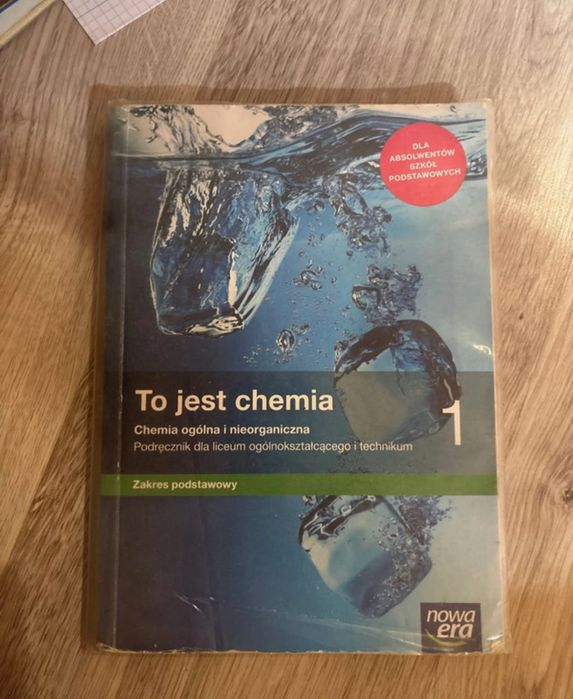 DLA
ABSOLWENTÓW
SZKÓŁ
PODSTAWOWYCH
To jest chemia
1
Chemia ogólna i nieorganiczna
Podręcznik dla liceum ogólnokształcącego i technikum
Zakres podstawowy
nowa
era